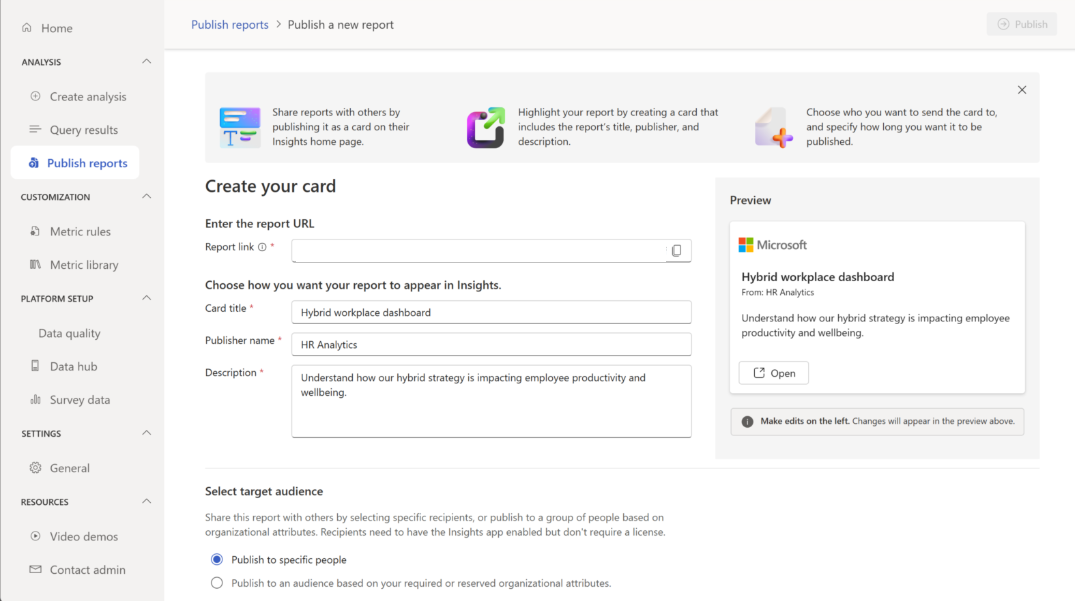 Home
ANALYSIS
Create analysis
Query results
Publish reports
CUSTOMIZATION
Metric rules
Metric library
PLATFORM SETUP
Data quality
Data hub
Survey data
SETTINGS
General
RESOURCES
Video demos
Contact admin
Publish reports > Publish a new report
Publish
Share reports with others by
publishing it as a card on their
Insights home page.
Highlight your report by creating a card that
includes the report's title, publisher, and
description.
Choose who you want to send the card to,
and specify how long you want it to be
published.
Create your card
Enter the report URL
Report link *
Choose how you want your report to appear in Insights.
Card title *
Hybrid workplace dashboard
Publisher name *
HR Analytics
Description *
Understand how our hybrid strategy is impacting employee productivity and
wellbeing.
Preview
Microsoft
Hybrid workplace dashboard
From: HR Analytics
Understand how our hybrid strategy is impacting employee
productivity and wellbeing.
Open
Make edits on the left. Changes will appear in the preview above.
Select target audience
Share this report with others by selecting specific recipients, or publish to a group of people based on
organizational attributes. Recipients need to have the Insights app enabled but don't require a license.
Publish to specific people
Publish to an audience based on your required or reserved organizational attributes.